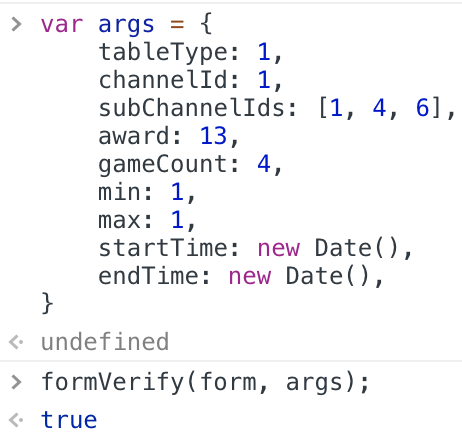 > var args = {
tableType: 1,
channelId: 1,
subChannelIds: [1, 4, 6],
award: 13,
gameCount: 4,
min: 1,
max: 1,
startTime: new Date(),
endTime: new Date(),
}
undefined
> formVerify(form, args);
true